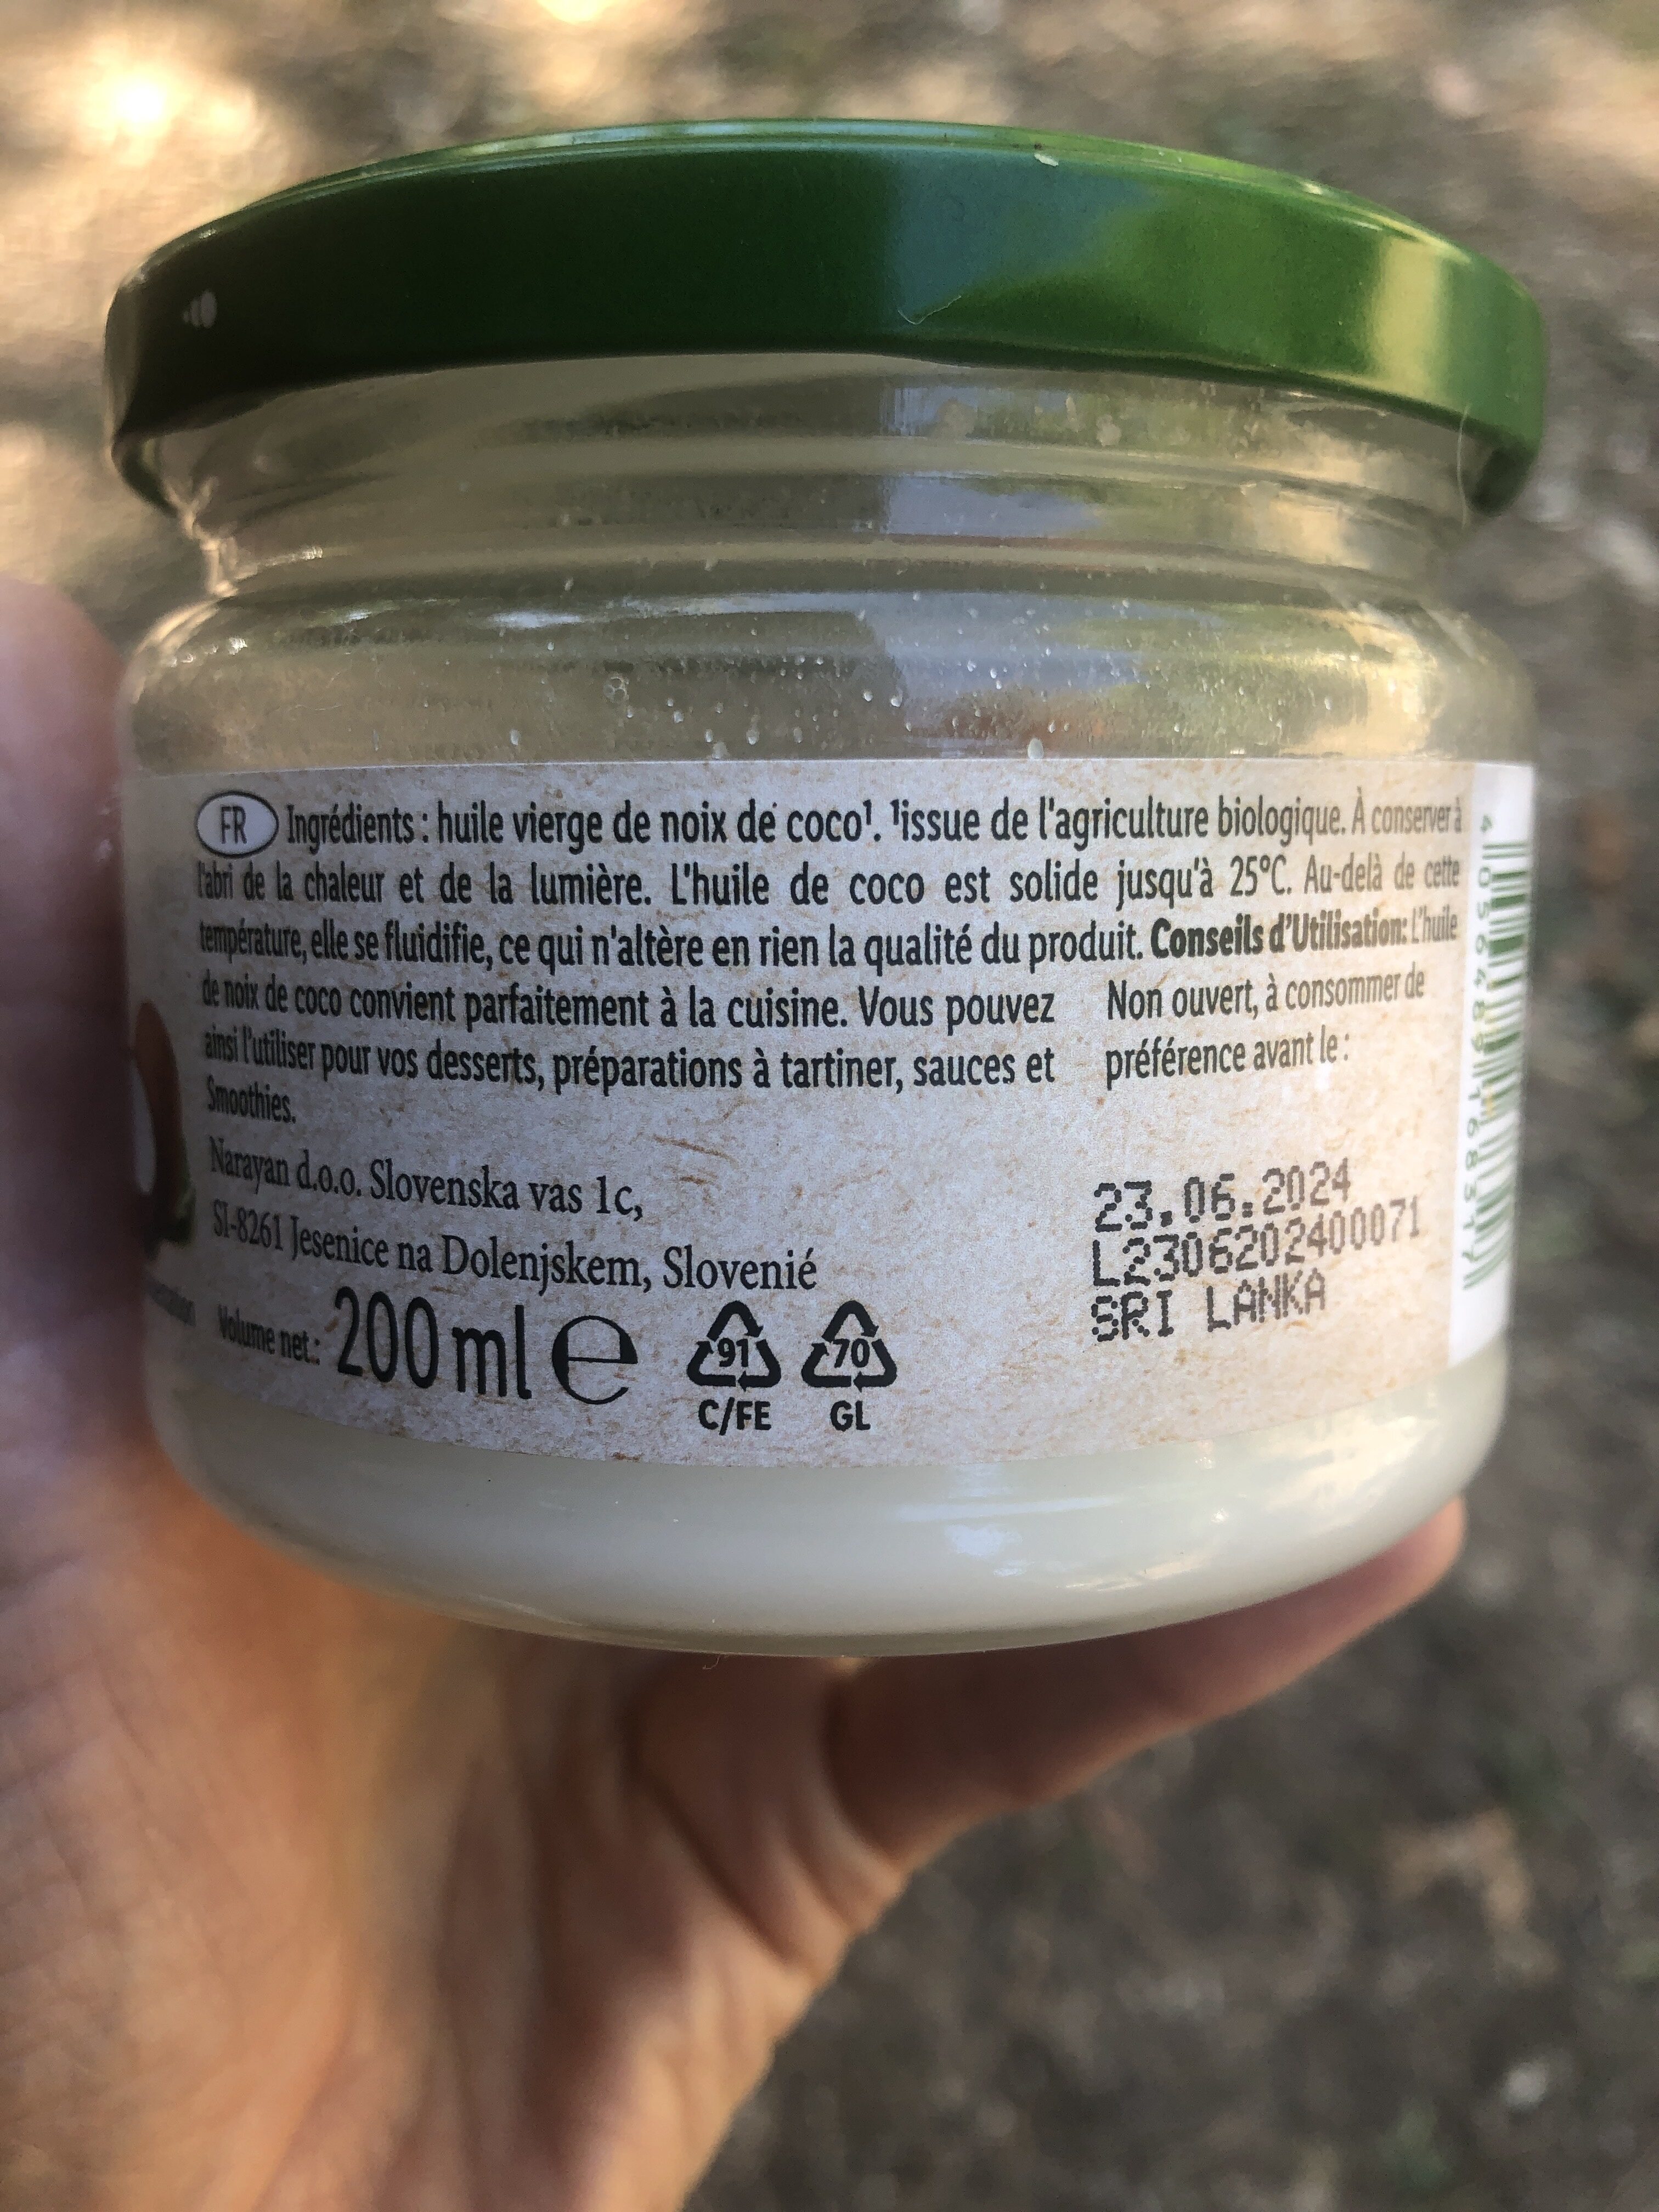 FR Ingrédients : huile vierge de noix de coco¹. ¹issue de l'agriculture biologique. À conserver à
l'abri de la chaleur et de la lumière. L'huile de coco est solide jusqu'à 25°C. Au-delà de cette
température, elle se fluidifie, ce qui n'altère en rien la qualité du produit. Conseils d'Utilisation: L'huile
de noix de coco convient parfaitement à la cuisine. Vous pouvez
ainsi l'utiliser pour vos desserts, préparations à tartiner, sauces et
Smoothies.
Non ouvert, à consommer de
préférence avant le :
Narayan d.o.o. Slovenska vas 1c,
SI-8261 Jesenice na Dolenjskem, Slovenié
Volume net.: 200 ml e
91
C/FE
70
GL
23.06.2024
L2306202400071
SRI LANKA